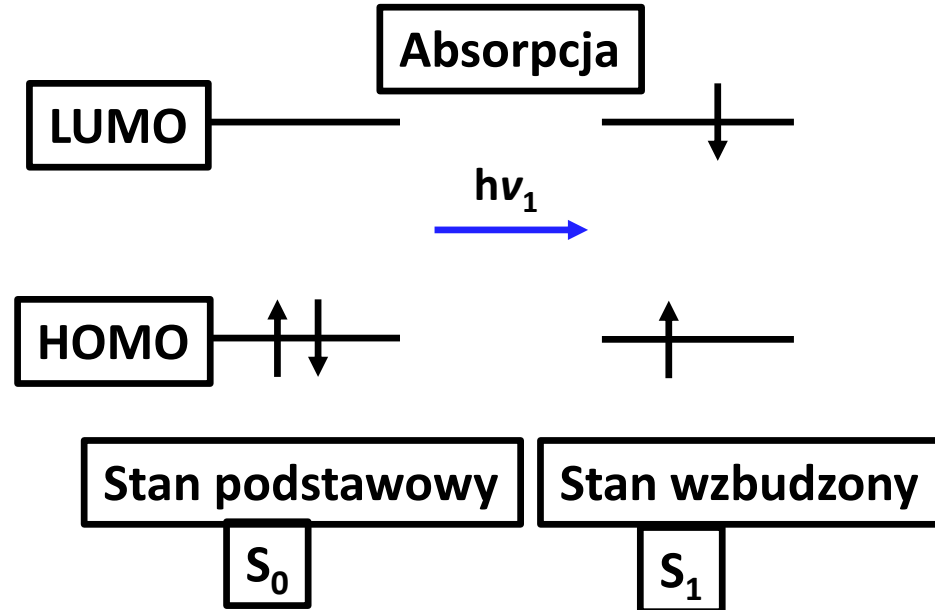 Absorpcja
LUMO
hν₁
HOMO
Stan podstawowy
Stan wzbudzony
S₀
S₁